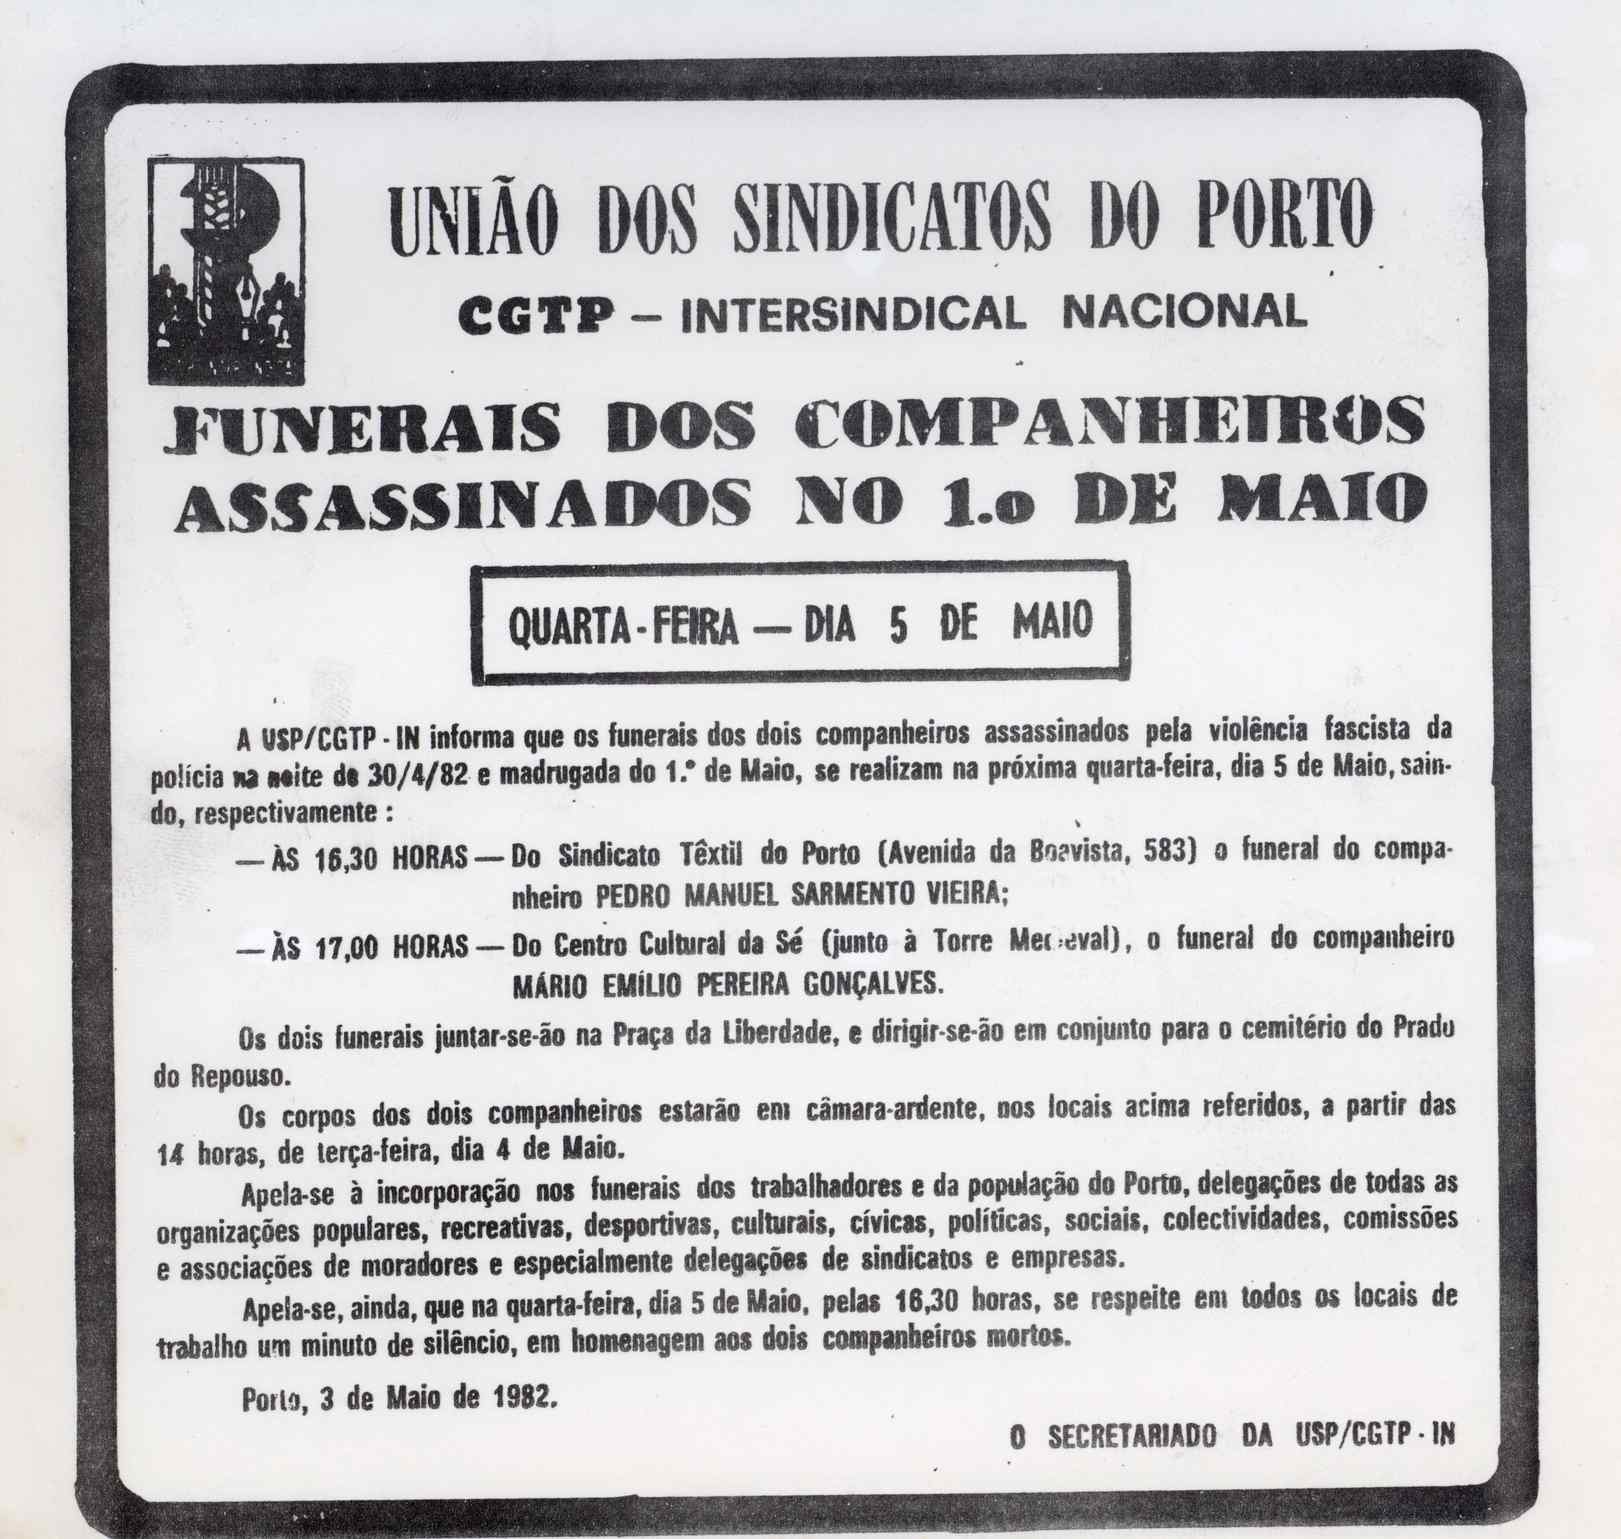 UNIÃO DOS SINDICATOS DO PORTO
CGTP — INTERSINDICAL NACIONAL
FUNERAIS DOS COMPANHEIROS
ASSASSINADOS NO 1.o DE MAIO
QUARTA-FEIRA — DIA 5 DE MAIO
A USP/CGTP - IN informa que os funerais dos dois companheiros assassinados pela violência fascista da
polícia na noite de 30/4/82 e madrugada do 1.º de Maio, se realizam na próxima quarta-feira, dia 5 de Maio, sain-
do, respectivamente :
— ÀS 16,30 HORAS — Do Sindicato Têxtil do Porto (Avenida da Boavista, 583) o funeral do compa-
nheiro PEDRO MANUEL SARMENTO VIEIRA;
— ÀS 17,00 HORAS — Do Centro Cultural da Sé (junto à Torre Medieval), o funeral do companheiro
MÁRIO EMÍLIO PEREIRA GONÇALVES.
Os dois funerais juntar-se-ão na Praça da Liberdade, e dirigir-se-ão em conjunto para o cemitério do Prado
do Repouso.
Os corpos dos dois companheiros estarão em câmara-ardente, nos locais acima referidos, a partir das
14 horas, de terça-feira, dia 4 de Maio.
Apela-se à incorporação nos funerais dos trabalhadores e da população do Porto, delegações de todas as
organizações populares, recreativas, desportivas, culturais, cívicas, políticas, sociais, colectividades, comissões
e associações de moradores e especialmente delegações de sindicatos e empresas.
Apela-se, ainda, que na quarta-feira, dia 5 de Maio, pelas 16,30 horas, se respeite em todos os locais de
trabalho um minuto de silêncio, em homenagem aos dois companheiros mortos.
Porto, 3 de Maio de 1982.
O SECRETARIADO DA USP/CGTP - IN